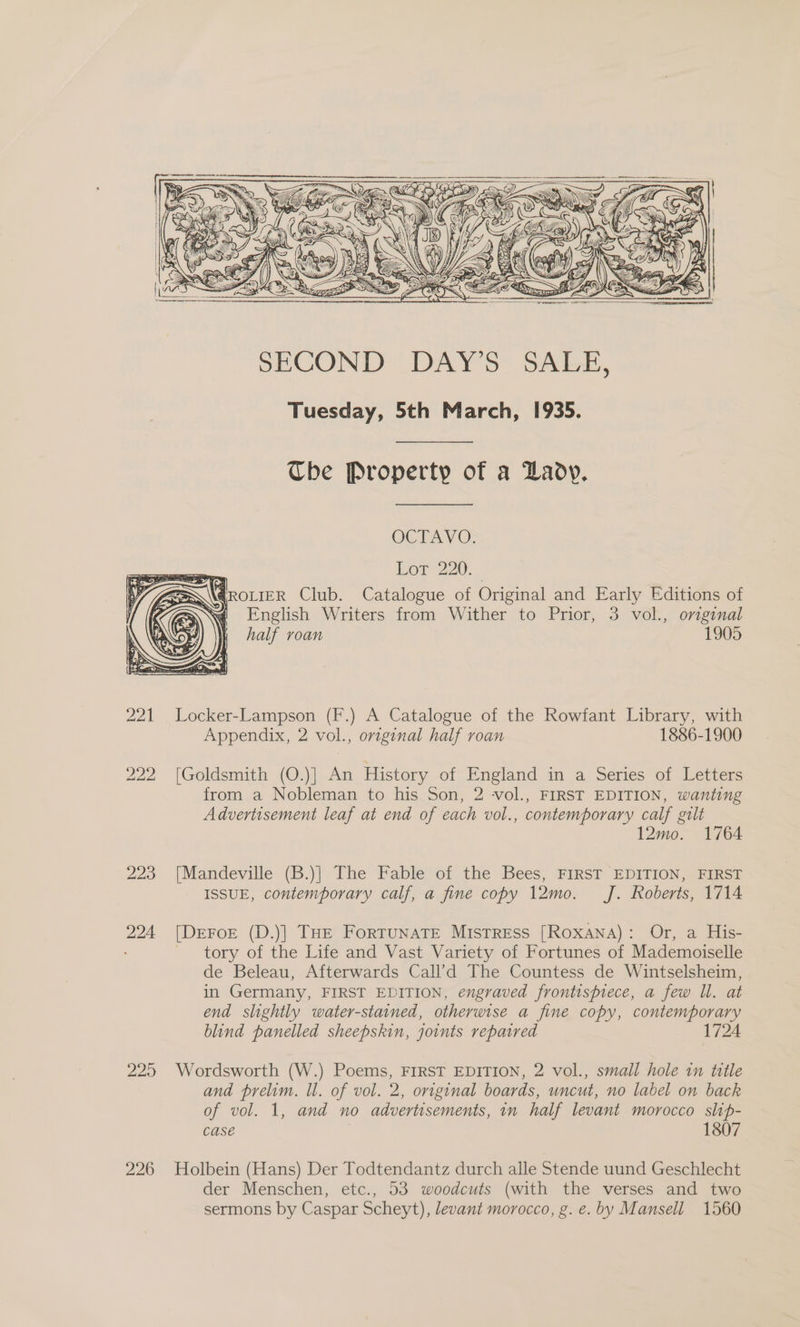 SECOND DAY'S SALE,
Tuesday, 5th March, 1935.
The Property of a Lady.
OCTAVO.
LOT 220.
GROLIER Club. Catalogue of Original and Early Editions of
English Writers from Wither to Prior, 3 vol., original
half roan 1905
221 Locker-Lampson (F.) A Catalogue of the Rowfant Library, with
Appendix, 2 vol., original half roan 1886-1900
222 [Goldsmith (O.)] An History of England in a Series of Letters
from a Nobleman to his Son, 2 vol., FIRST EDITION, wanting
Advertisement leaf at end of each vol., contemporary calf gilt
12mo. 1764
223 [Mandeville (B.)] The Fable of the Bees, FIRST EDITION, FIRST
ISSUE, contemporary calf, a fine copy 12mo. J. Roberts, 1714
224 [DEFOE (D.)] THE FORTUNATE MISTRESS [ROXANA): Or, a His-
tory of the Life and Vast Variety of Fortunes of Mademoiselle
de Beleau, Afterwards Call'd The Countess de Wintselsheim,
in Germany, FIRST EDITION, engraved frontispiece, a few ll. at
end slightly water-stained, otherwise a fine copy, contemporary
blind panelled sheepskin, joints repaired 1724
225 Wordsworth (W.) Poems, FIRST EDITION, 2 vol., small hole in title
and prelim. ll. of vol. 2, original boards, uncut, no label on back
of vol. 1, and no advertisements, in half levant morocco slip-
case 1807
226 Holbein (Hans) Der Todtendantz durch alle Stende uund Geschlecht
der Menschen, etc., 53 woodcuts (with the verses and two
sermons by Caspar Scheyt), levant morocco, g. e. by Mansell 1560